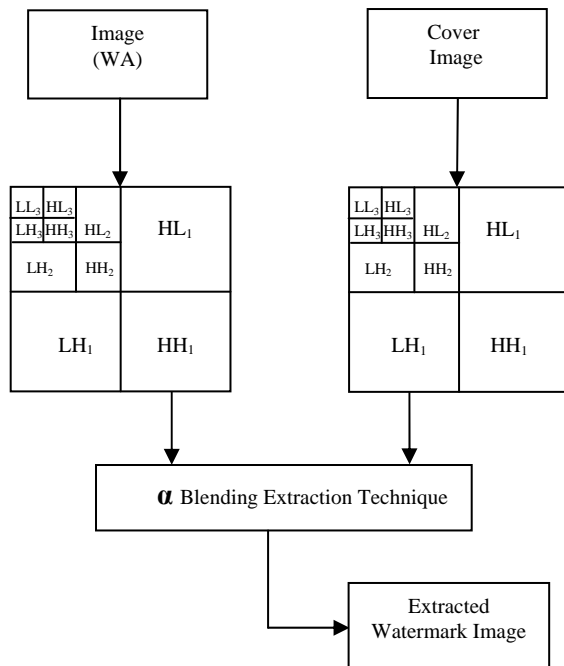 Image
(WA)
Cover
Image
LL₃ HL₃
LH₃ HH₃ HL₂
HL₁
LH₂ HH₂
LH₁ HH₁
LL₃ HL₃
LH₃ HH₃ HL₂
HL₁
LH₂ HH₂
LH₁ HH₁
α Blending Extraction Technique
Extracted
Watermark Image